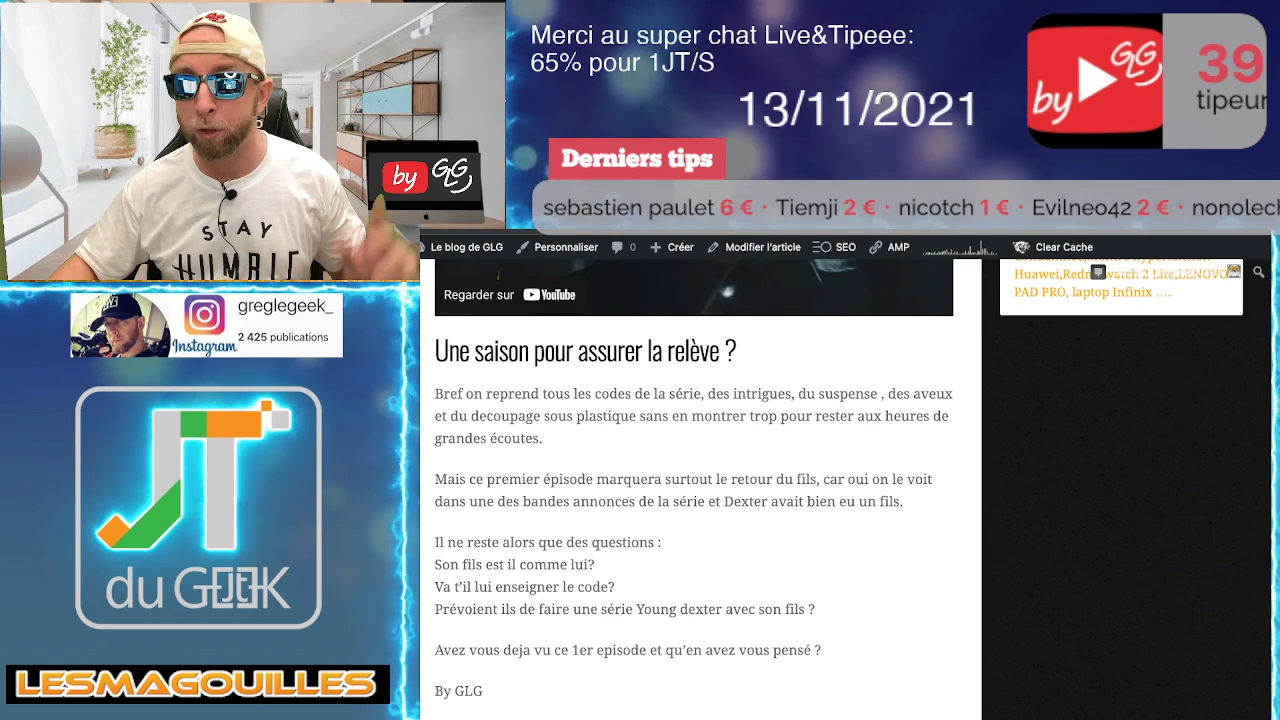 Merci au super chat Live&Tipeee:
65% pour 1JT/S
13/11/2021
by GLG
39
tipeur
Derniers tips
sebastien paulet 6 € · Tiemji 2 € · nicotch 1 € · Evilneo42 2 € · nonolech
by GLG
STAY
HUMBLE
Le blog de GLG
Personnaliser
0
Créer
Modifier l'article
SEO
AMP
Clear Cache
Huawei,Redmi watch 2 Lite,LENOVO
PAD PRO, laptop Infinix ….
Regarder sur YouTube
greglegeek_
2 425 publications
Instagram
Une saison pour assurer la relève ?
Bref on reprend tous les codes de la série, des intrigues, du suspense , des aveux
et du decoupage sous plastique sans en montrer trop pour rester aux heures de
grandes écoutes.
Mais ce premier épisode marquera surtout le retour du fils, car oui on le voit
dans une des bandes annonces de la série et Dexter avait bien eu un fils.
Il ne reste alors que des questions :
Son fils est il comme lui?
Va t’il lui enseigner le code?
Prévoient ils de faire une série Young dexter avec son fils ?
Avez vous deja vu ce 1er episode et qu’en avez vous pensé ?
By GLG
JT
du GEEK
LESMAGOUILLES